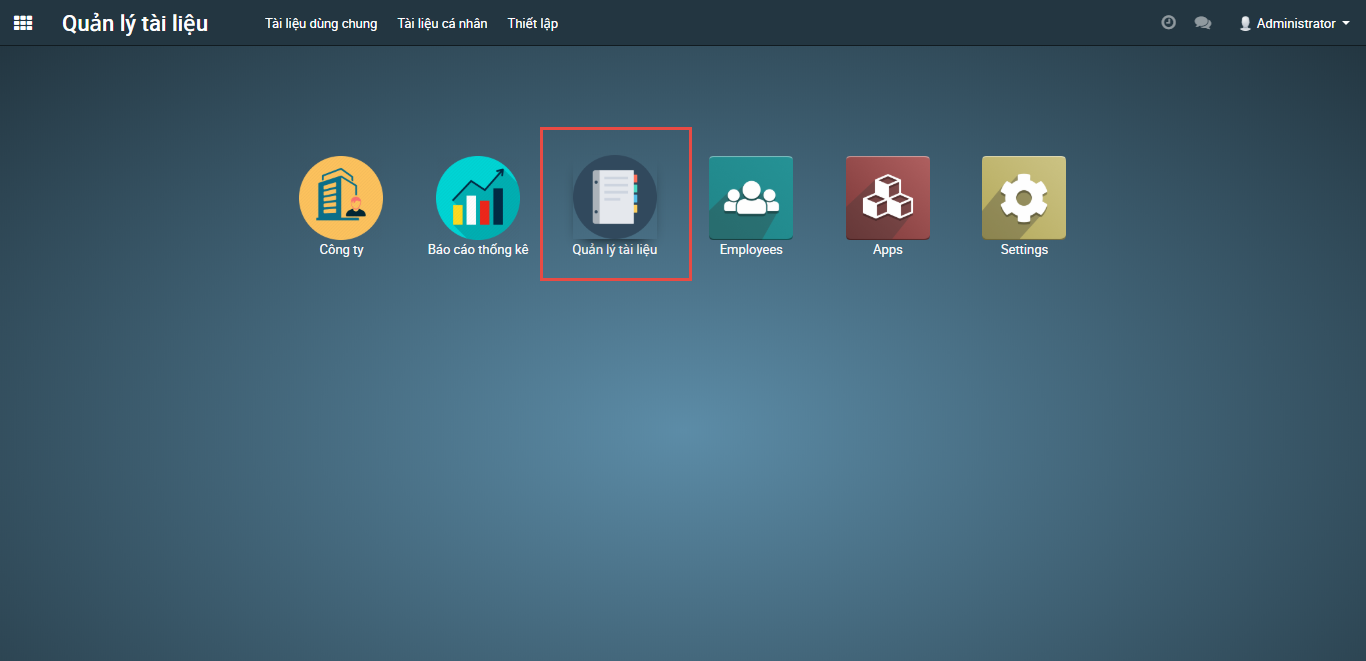 Quản lý tài liệu Tài liệu dùng chung Tài liệu cá nhân Thiết lập Administrator
Công ty Báo cáo thống kê Quản lý tài liệu Employees Apps Settings